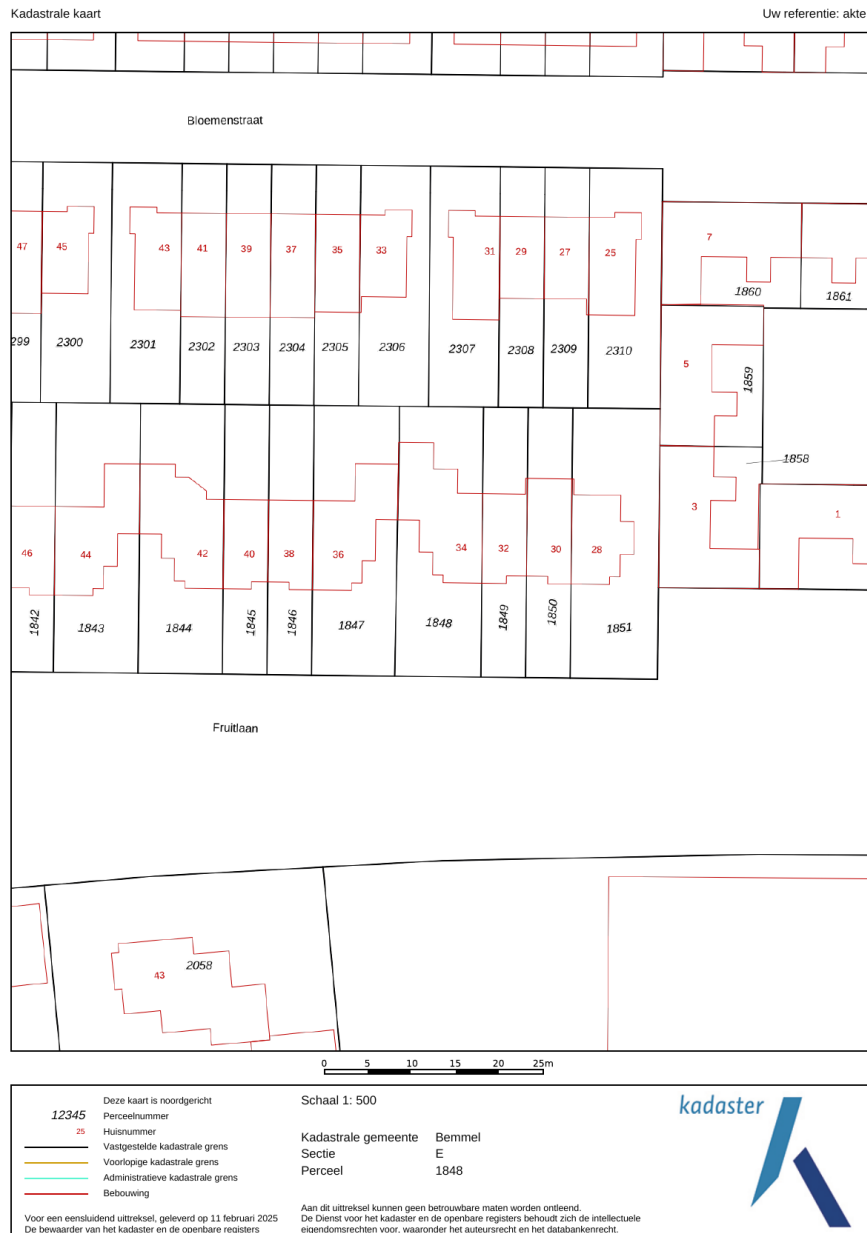 Kadastrale kaart Uw referentie: akte
Bloemenstraat
47 45 43 41 39 37 35 33 31 29 27 25 7
1860 1861
299 2300 2301 2302 2303 2304 2305 2306 2307 2308 2309 2310
5 1859
1858
3 1
46 44 42 40 38 36 34 32 30 28
1842 1843 1844 1845 1846 1847 1848 1849 1850 1851
Fruitlaan
2058
43
0 5 10 15 20 25m
Deze kaart is noordgericht
12345 Perceelnummer
25 Huisnummer
Vastgestelde kadastrale grens
Voorlopige kadastrale grens
Administratieve kadastrale grens
Bebouwing
Voor een eensluidend uittreksel, geleverd op 11 februari 2025
De bewaarder van het kadaster en de openbare registers
Schaal 1: 500
Kadastrale gemeente Bemmel
Sectie E
Perceel 1848
Aan dit uittreksel kunnen geen betrouwbare maten worden ontleend.
De Dienst voor het kadaster en de openbare registers behoudt zich de intellectuele
eigendomsrechten voor, waaronder het auteursrecht en het databankenrecht.
kadaster